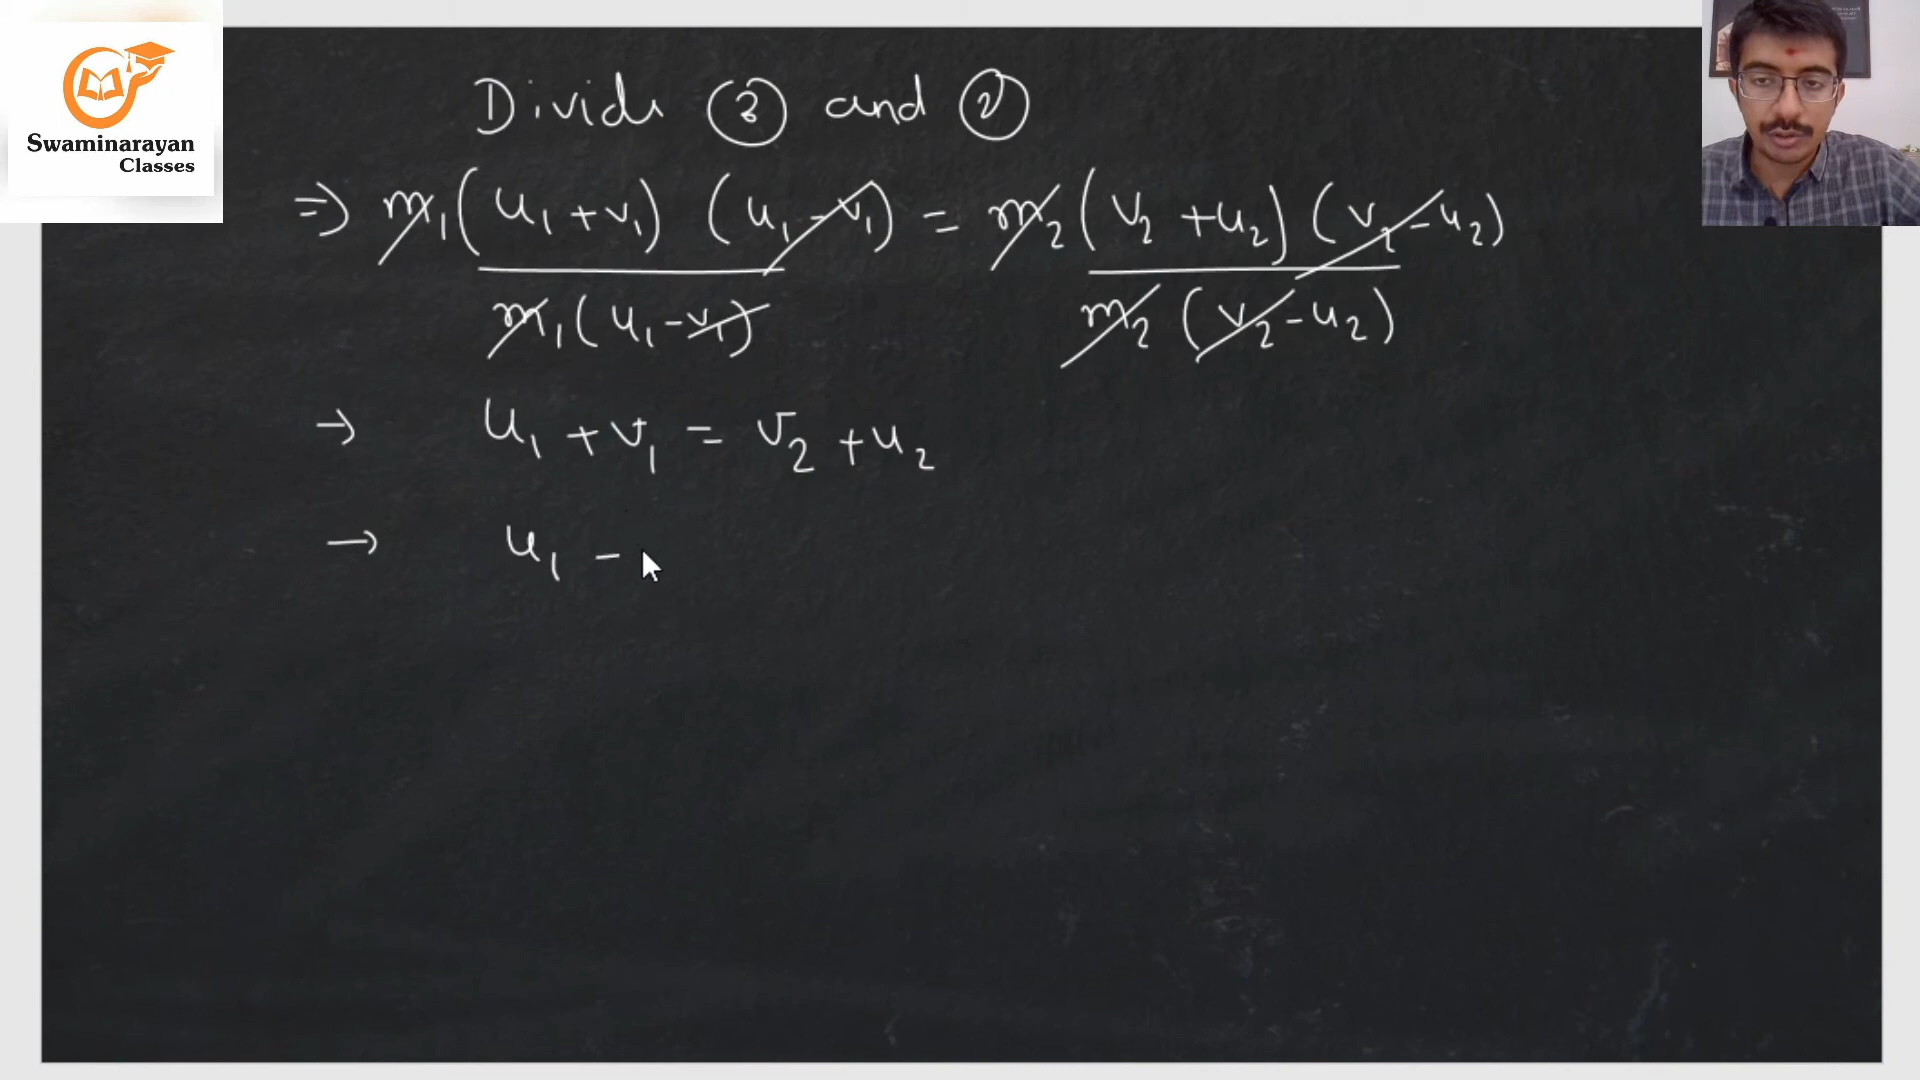 Swaminarayan
Classes
Divide ③ and ②
⇒ m₁(u₁+v₁) (u₁-v₁) = m₂(v₂+u₂)(v₂-u₂)
m₁(u₁-v₁) m₂(v₂-u₂)
→ u₁+v₁ = v₂+u₂
→ u₁ -